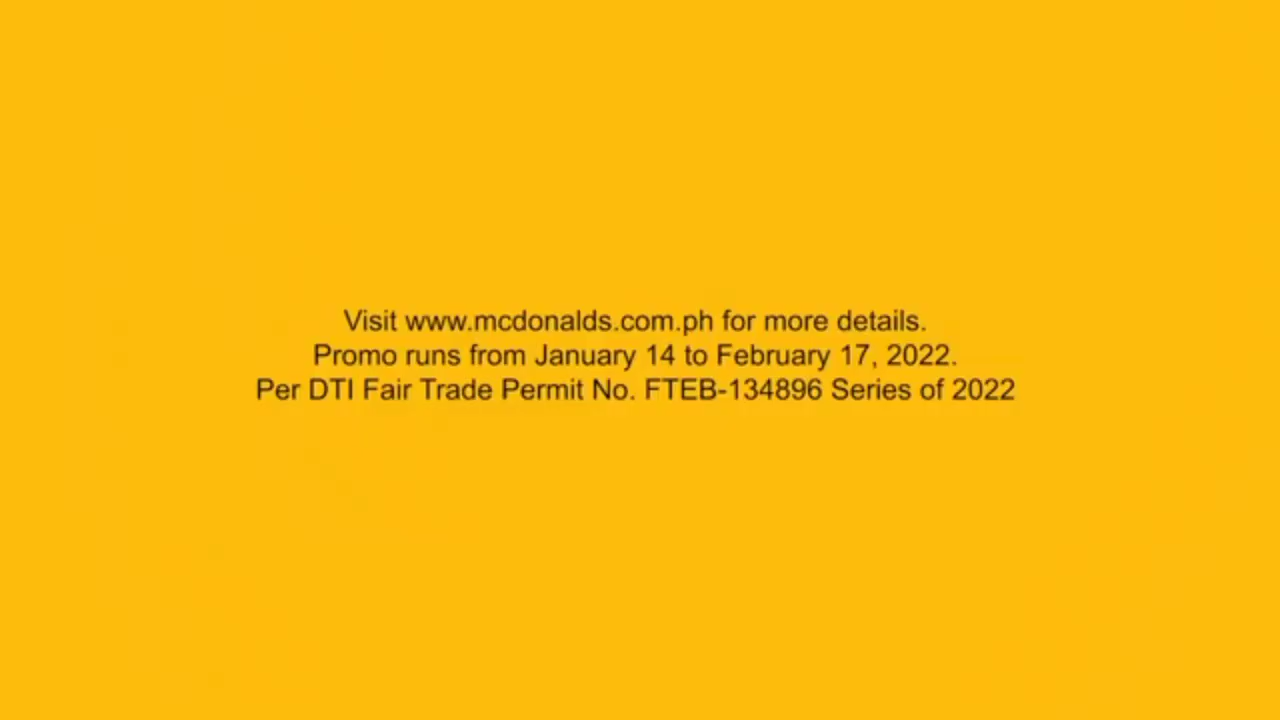 Visit www.mcdonalds.com.ph for more details.
Promo runs from January 14 to February 17, 2022.
Per DTI Fair Trade Permit No. FTEB-134896 Series of 2022